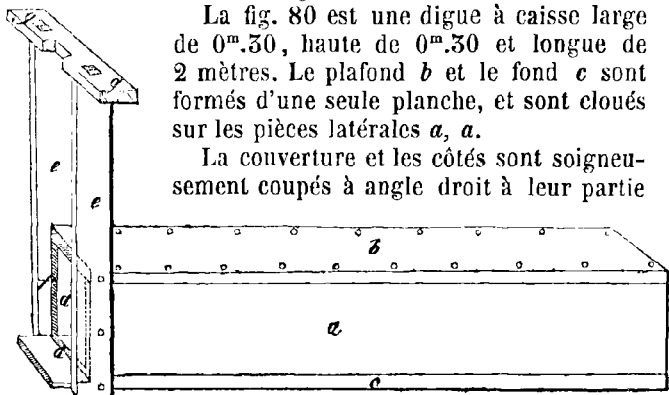 La fig. 80 est une digue à caisse large
de 0ᵐ.30, haute de 0ᵐ.30 et longue de
2 mètres. Le plafond b et le fond c sont
formés d'une seule planche, et sont cloués
sur les pièces latérales a, a.
La couverture et les côtés sont soigneu-
sement coupés à angle droit à leur partie
g
e
e
b
f
d
d
a
c